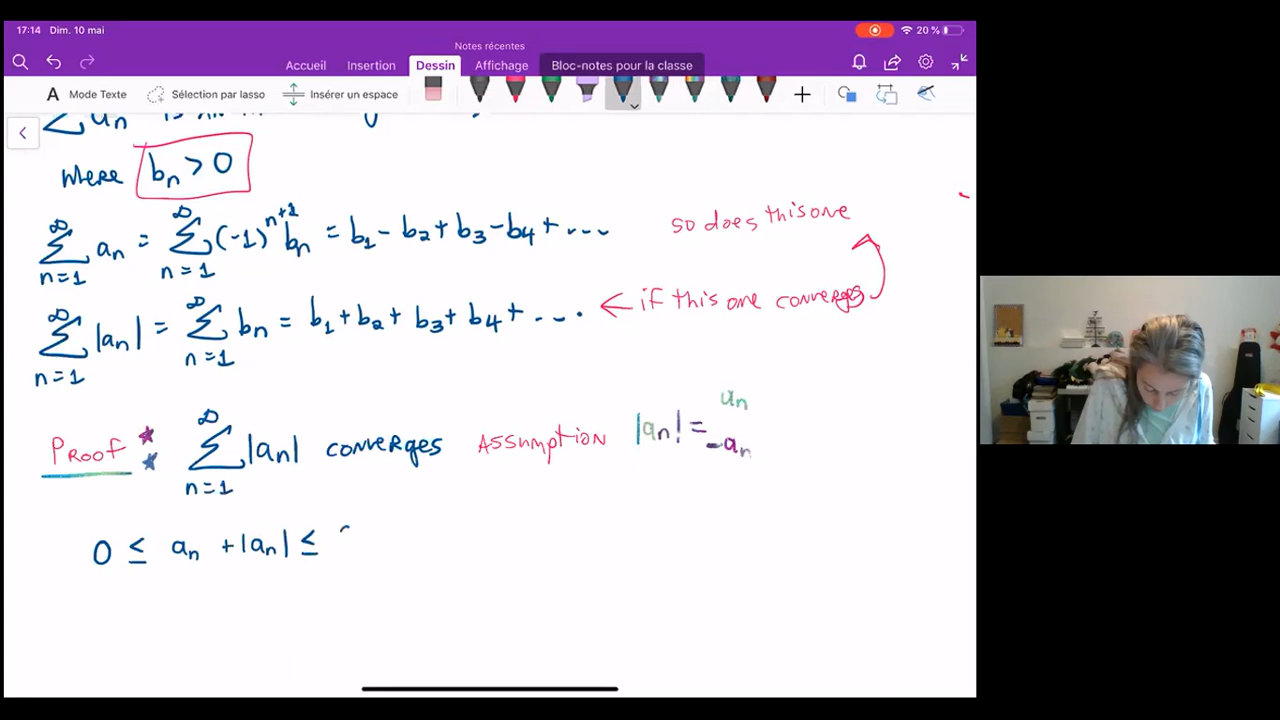 17:14 Dim. 10 mai
20 %
Notes récentes
Accueil Insertion Dessin Affichage Bloc-notes pour la classe
A Mode Texte Sélection par lasso Insérer un espace
where bn > 0
∞ ∑ n=1 an = ∞ ∑ n=1 (-1)^n+1 bn = b1 - b2 + b3 - b4 + ... so does this one
∞ ∑ n=1 |an| = ∞ ∑ n=1 bn = b1 + b2 + b3 + b4 + .... ← if this one converges
PROOF ∞ ∑ n=1 |an| converges ASSUMPTION |an| = an -an
0 ≤ an + |an| ≤